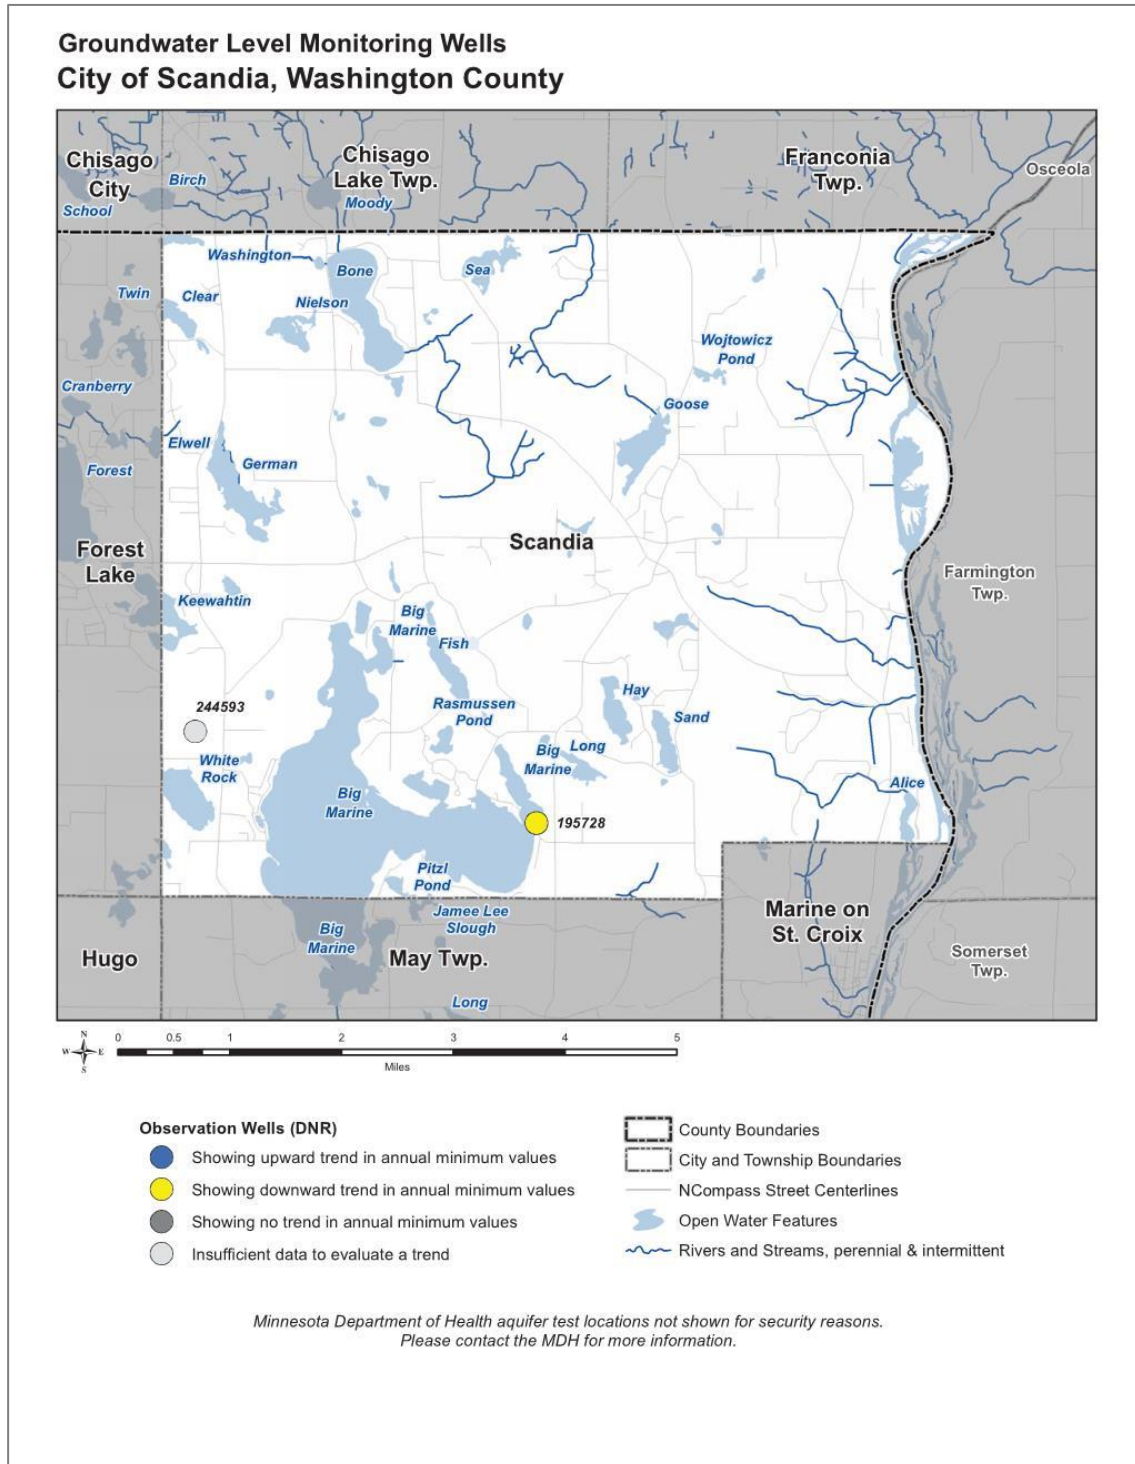 Groundwater Level Monitoring Wells
City of Scandia, Washington County
Chisago
City
Chisago
Lake Twp.
Franconia
Twp.
Osceola
Birch
School
Moody
Washington
Bone
Sea
Twin
Clear
Nielson
Wojtowicz
Pond
Cranberry
Goose
Elwell
German
Forest
Scandia
Forest
Lake
Farmington
Twp.
Keewahtin
Big
Marine
Fish
Hay
244593
Rasmussen
Pond
Sand
Big
Marine
Long
White
Rock
Big
Marine
Alice
195728
Pitzl
Pond
Jamee Lee
Slough
Marine on
St. Croix
Big
Marine
Hugo
May Twp.
Somerset
Twp.
Long
N
W E
S
0 0.5 1 2 3 4 5
Miles
Observation Wells (DNR)
Showing upward trend in annual minimum values
Showing downward trend in annual minimum values
Showing no trend in annual minimum values
Insufficient data to evaluate a trend
County Boundaries
City and Township Boundaries
NCompass Street Centerlines
Open Water Features
Rivers and Streams, perennial & intermittent
Minnesota Department of Health aquifer test locations not shown for security reasons.
Please contact the MDH for more information.